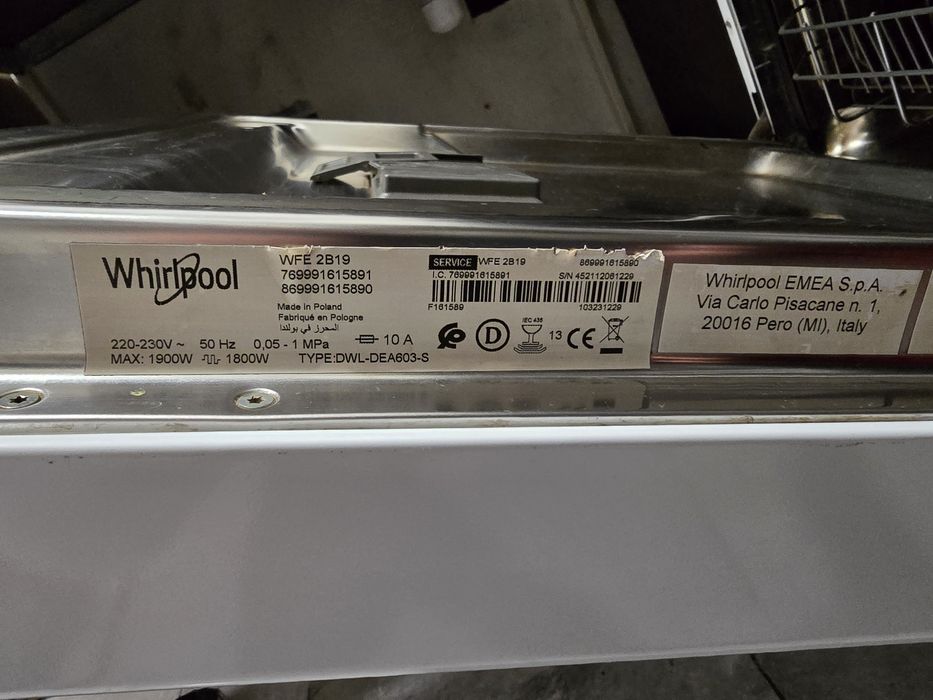 Whirlpool
WFE 2B19
769991615891
869991615890
Made in Poland
Fabriqué en Pologne
المحرز في بولندا
220-230V ~ 50 Hz 0,05 - 1 MPa 10 A
MAX: 1900W 1800W TYPE:DWL-DEA603-S
SERVICE WFE 2B19 869991615890
I.C. 769991615891 S/N 452112061229
F161589 103231229
D IEC 436 13 CE
Whirlpool EMEA S.p.A.
Via Carlo Pisacane n. 1,
20016 Pero (MI), Italy